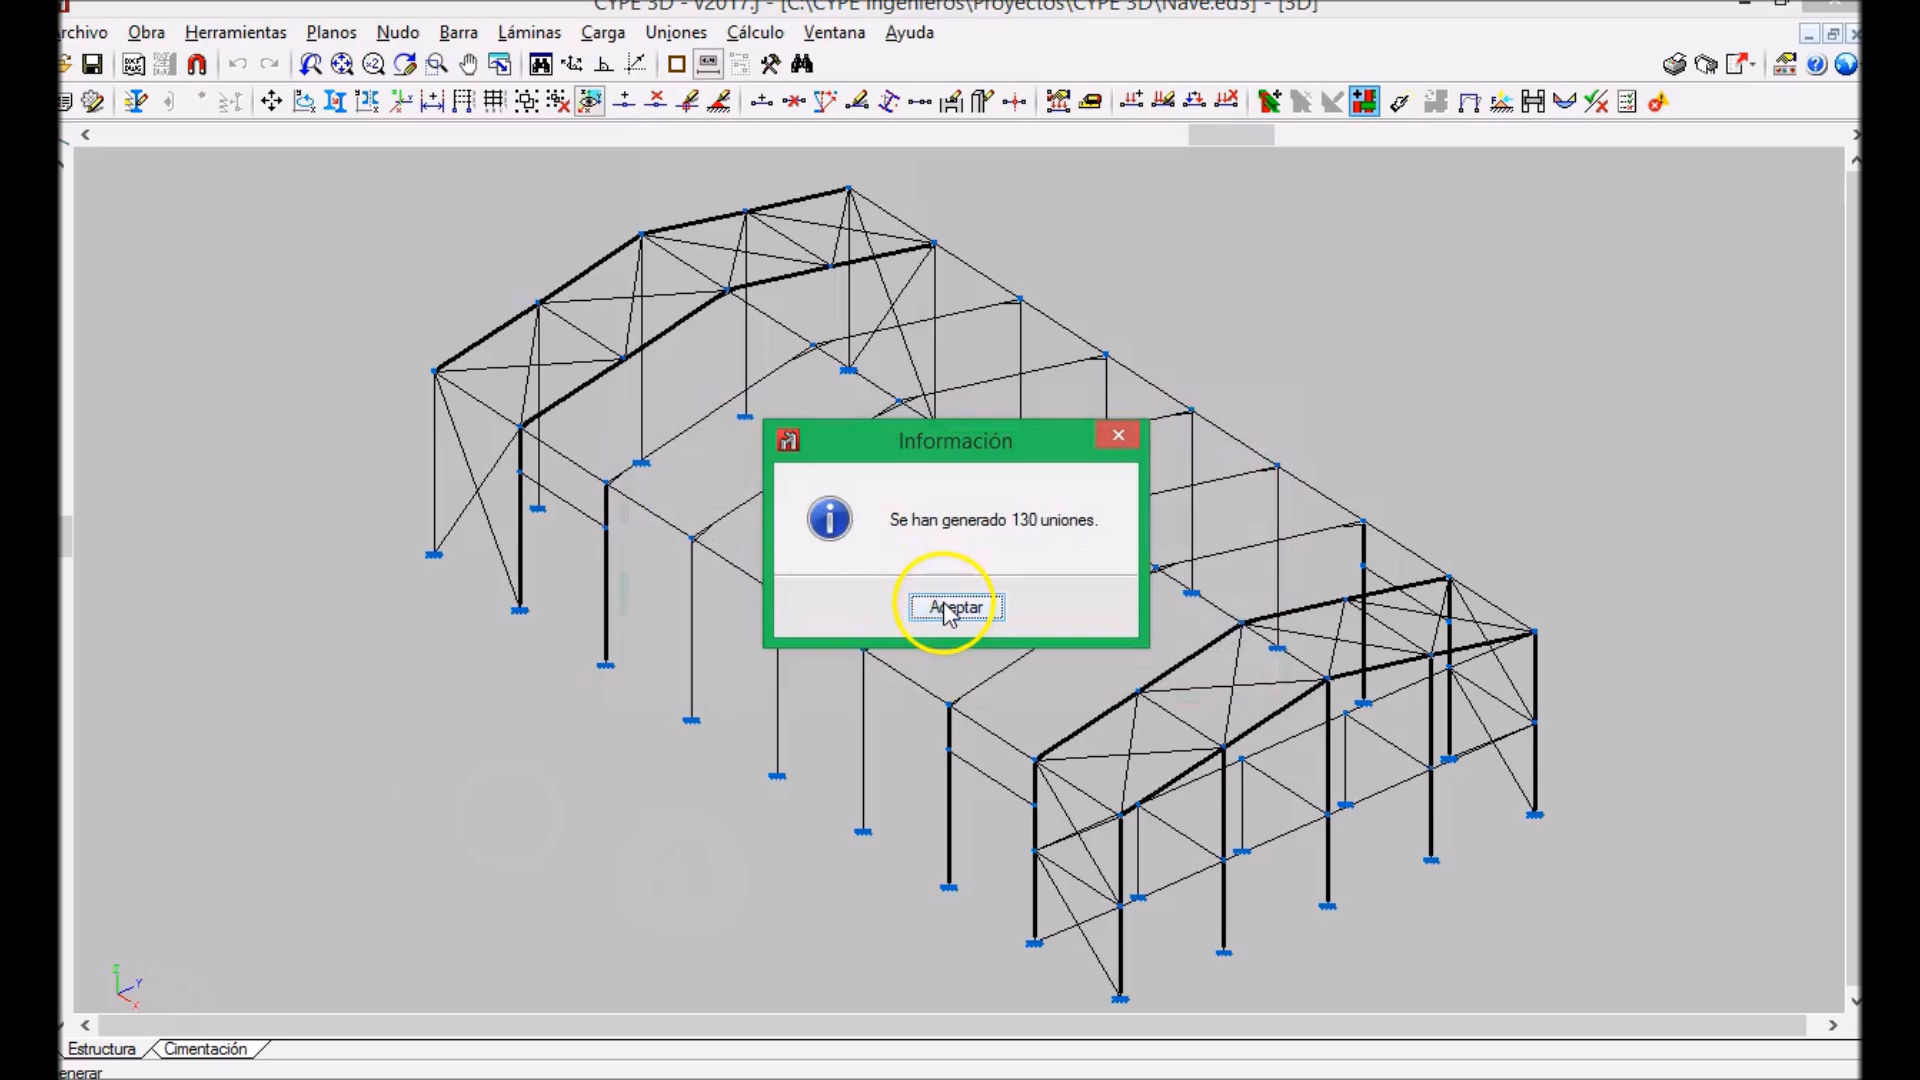 CYPE 3D - v2017.j - [C:\CYPE Ingenieros\Proyectos\CYPE 3D\Nave.ed3] - [3D]
rchivo Obra Herramientas Planos Nudo Barra Láminas Carga Uniones Cálculo Ventana Ayuda
Información
Se han generado 130 uniones.
Aceptar
Z
Y
X
Estructura Cimentación
enerar